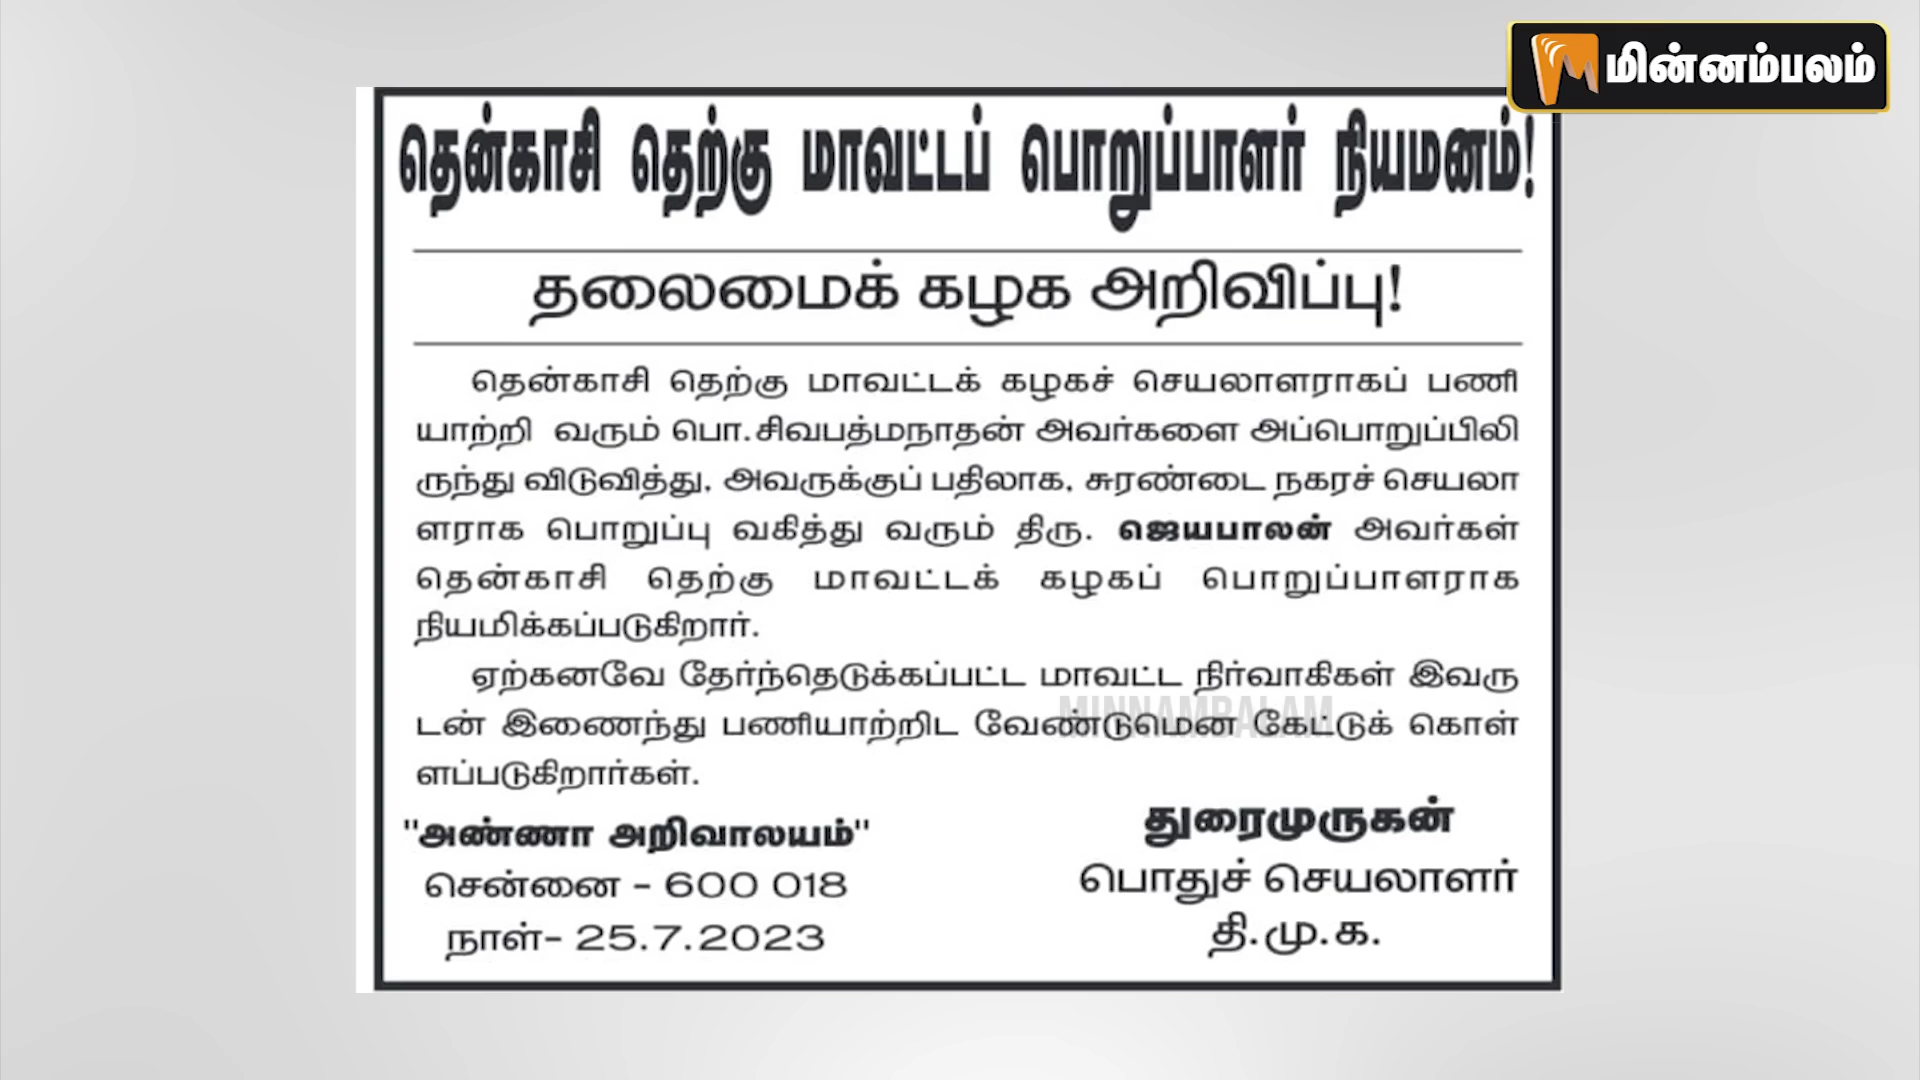 மின்னம்பலம்
தென்காசி தெற்கு மாவட்டப் பொறுப்பாளர் நியமனம்!
தலைமைக் கழக அறிவிப்பு!
தென்காசி தெற்கு மாவட்டக் கழகச் செயலாளராகப் பணி
யாற்றி வரும் பொ.சிவபத்மநாதன் அவர்களை அப்பொறுப்பிலி
ருந்து விடுவித்து, அவருக்குப் பதிலாக, சுரண்டை நகரச் செயலா
ளராக பொறுப்பு வகித்து வரும் திரு. ஜெயபாலன் அவர்கள்
தென்காசி தெற்கு மாவட்டக் கழகப் பொறுப்பாளராக
நியமிக்கப்படுகிறார்.
ஏற்கனவே தேர்ந்தெடுக்கப்பட்ட மாவட்ட நிர்வாகிகள் இவரு
டன் இணைந்து பணியாற்றிட வேண்டுமென கேட்டுக் கொள்
ளப்படுகிறார்கள்.
MINNAMBALAM
"அண்ணா அறிவாலயம்"
சென்னை - 600 018
நாள்- 25.7.2023
துரைமுருகன்
பொதுச் செயலாளர்
தி.மு.க.